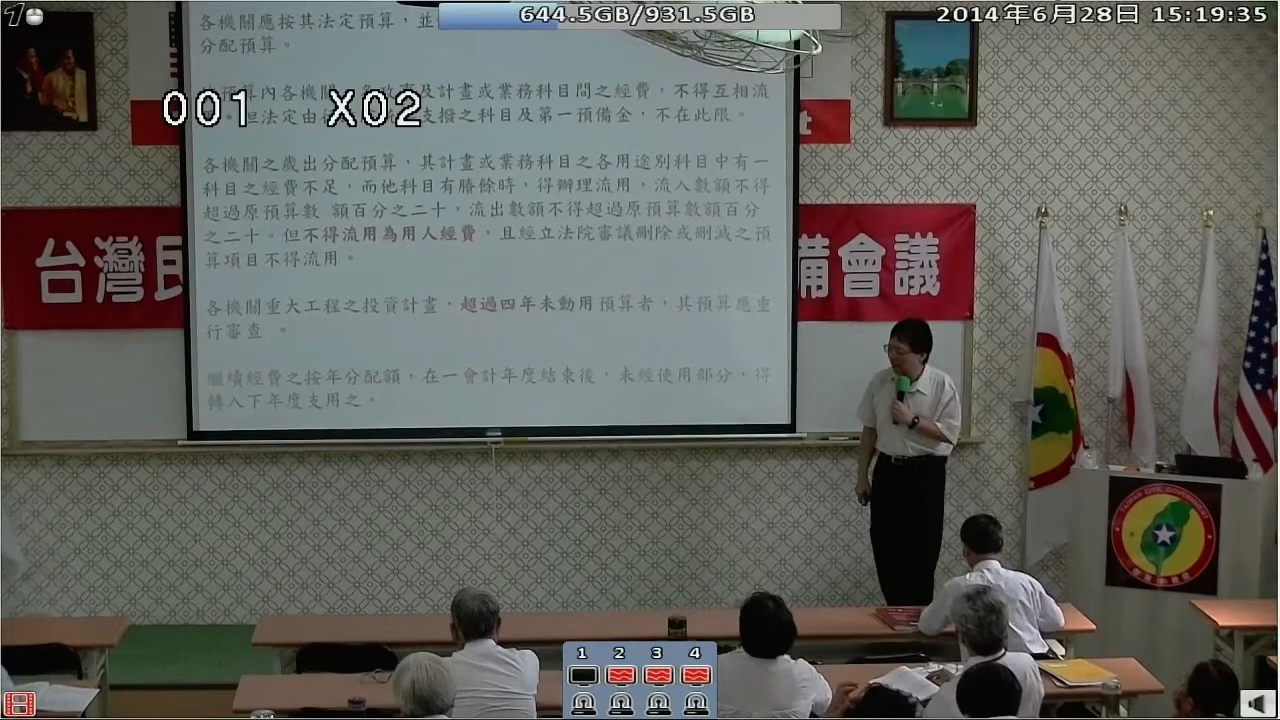 644.5GB/931.5GB
2014年6月28日 15:19:35
001 X02
各機關應按其法定預算，並
分配預算。
預算內各機關
及計畫或業務科目間之經費，不得互相流
但法定由
支撥之科目及第一預備金，不在此限。
各機關之歲出分配預算，其計畫或業務科目之各用途別科目中有一
科目之經費不足，而他科目有賸餘時，得辦理流用，流入數額不得
超過原預算數 額百分之二十，流出數額不得超過原預算數額百分
之二十。但不得流用為用人經費，且經立法院審議刪除或刪減之預
算項目不得流用。
各機關重大工程之投資計畫，超過四年未動用預算者，其預算應重
行審查 。
繼續經費之按年分配額，在一會計年度結束後，未經使用部分，得
轉入下年度支用之。
t
台灣民
備會議
TAIWAN CIVIL GOVERNMENT
1 2 3 4